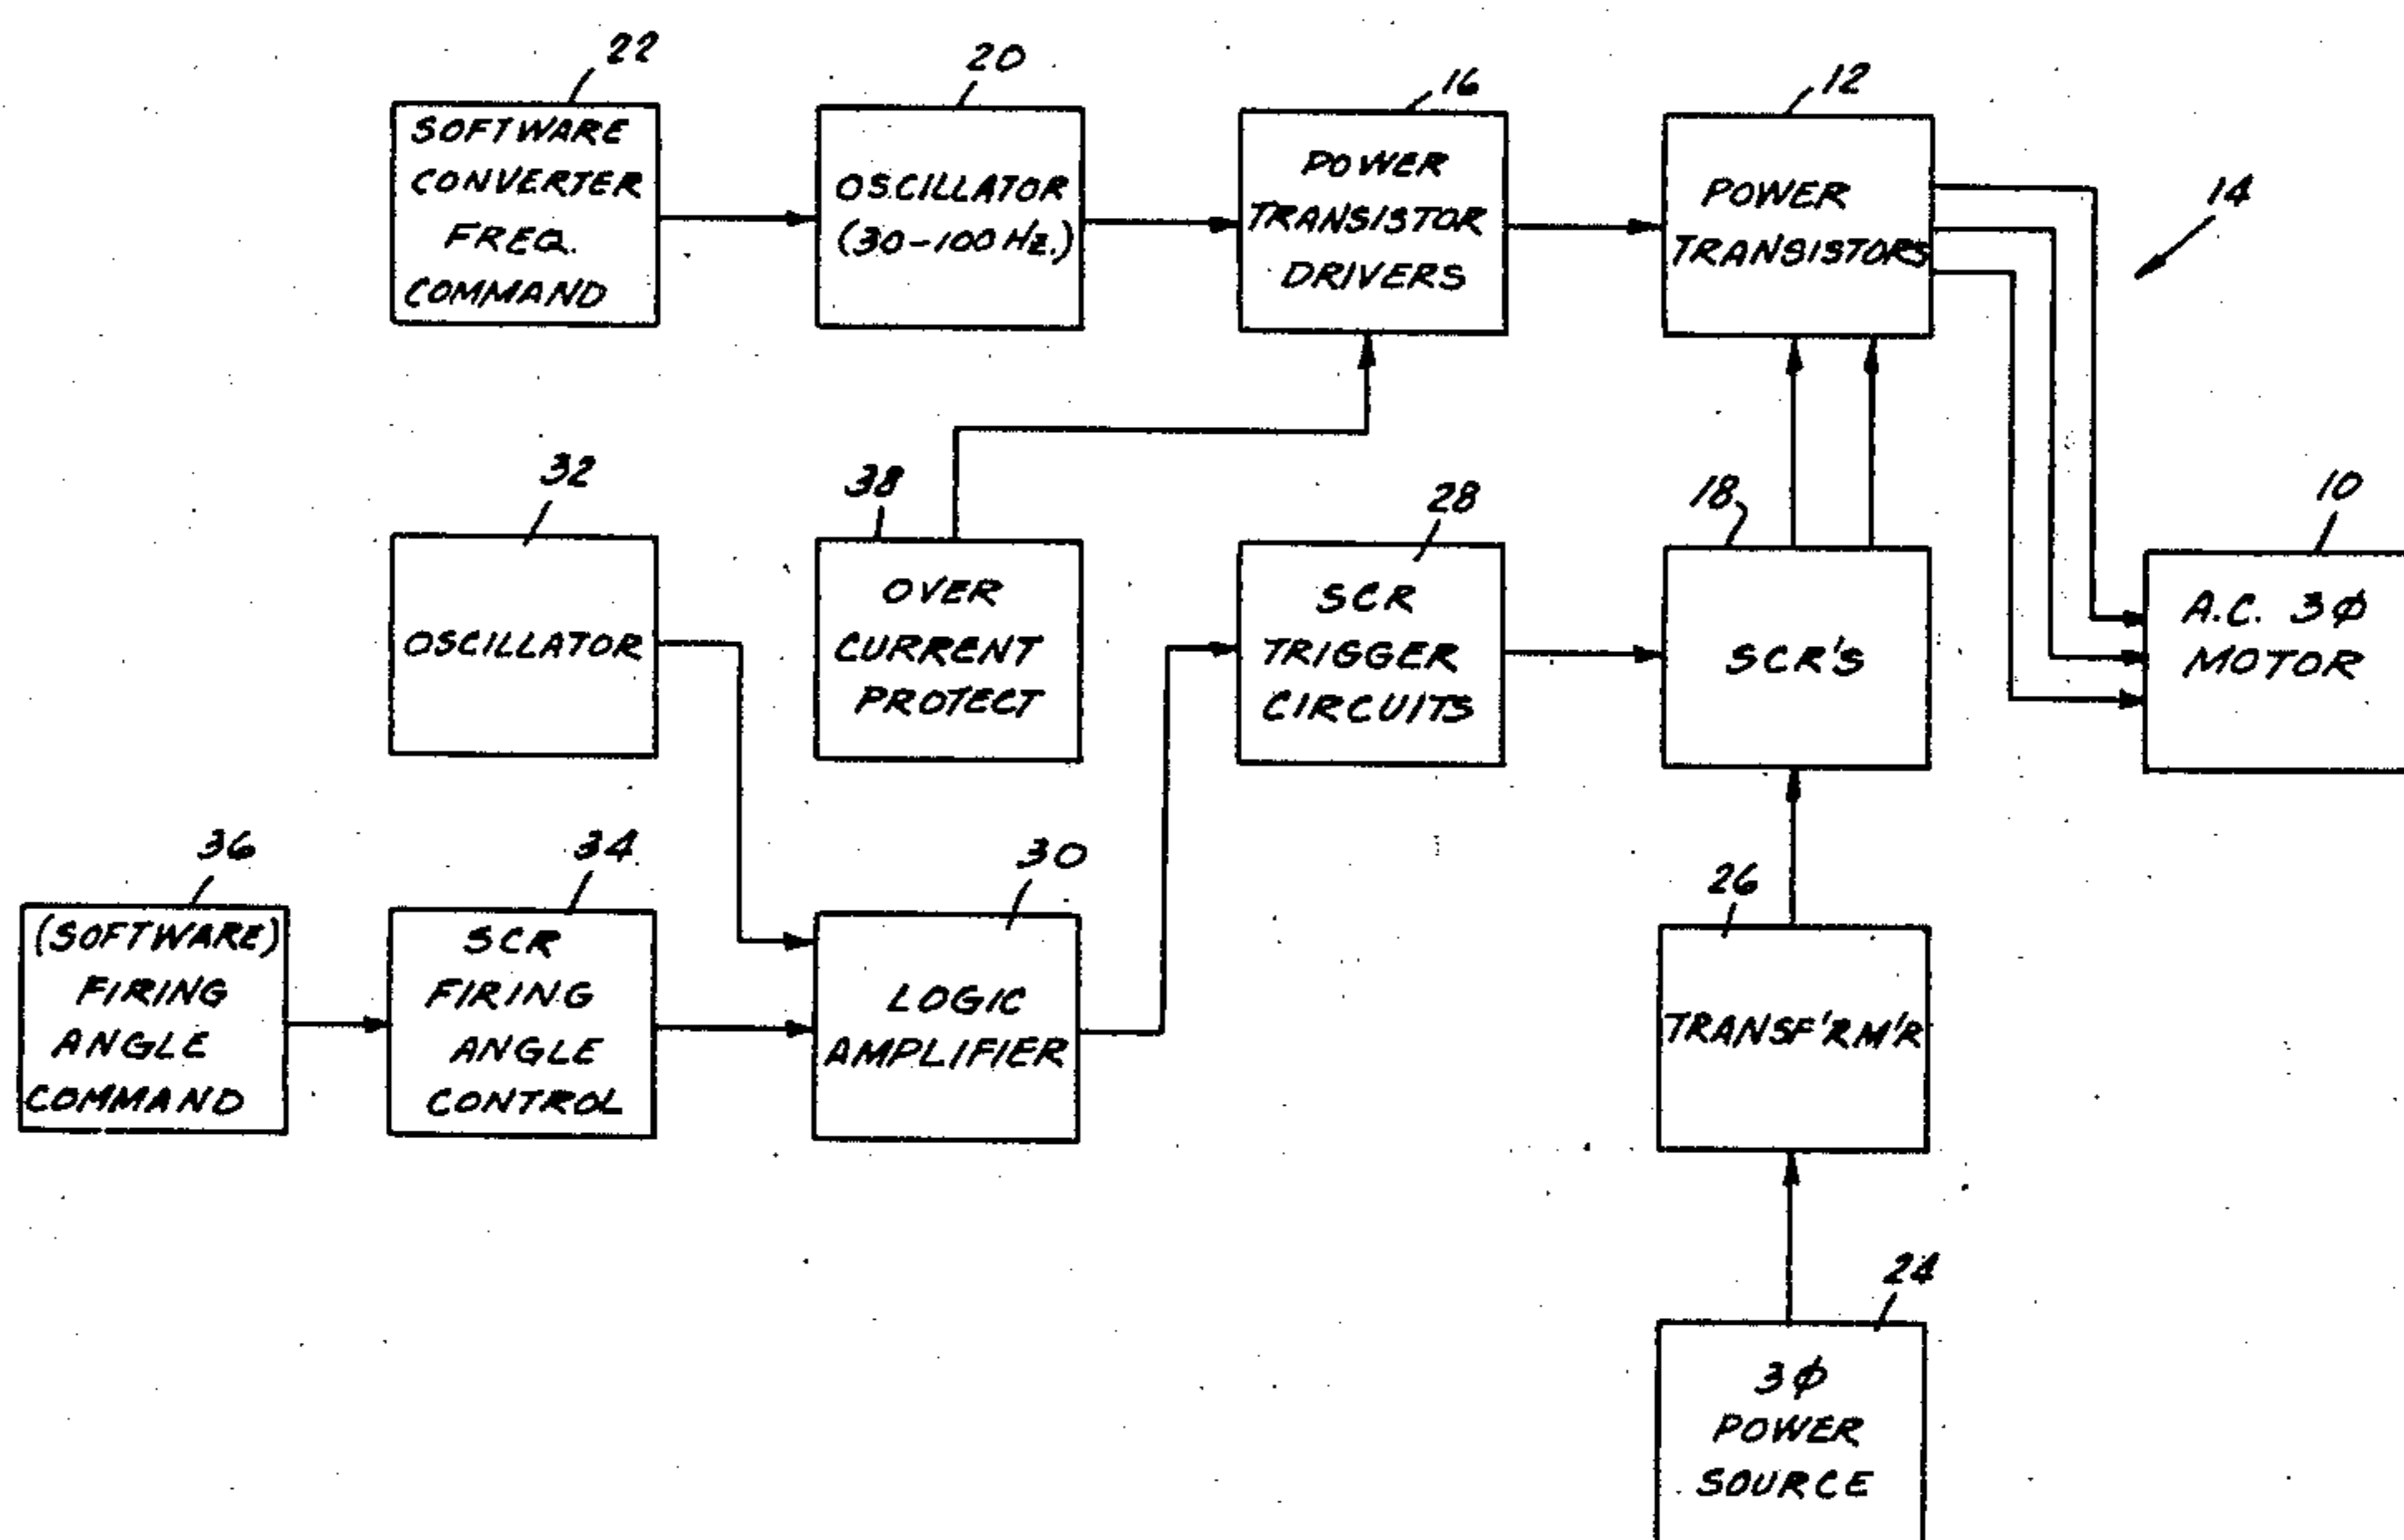 22
SOFTWARE
CONVERTER
FREQ.
COMMAND
20
OSCILLATOR
(30-100 HZ.)
16
POWER
TRANSISTOR
DRIVERS
12
POWER
TRANSISTORS
14
32
OSCILLATOR
38
OVER
CURRENT
PROTECT
28
SCR
TRIGGER
CIRCUITS
18
SCR'S
10
A.C. 3φ
MOTOR
36
(SOFTWARE)
FIRING
ANGLE
COMMAND
34
SCR
FIRING
ANGLE
CONTROL
30
LOGIC
AMPLIFIER
26
TRANSF'RM'R
24
3φ
POWER
SOURCE